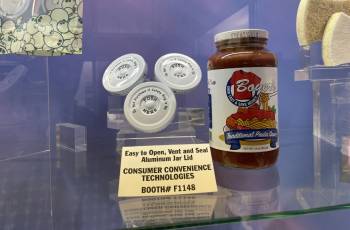 Easy to Open, Vent and Seal
Aluminum Jar Lid
CONSUMER CONVENIENCE
TECHNOLOGIES
BOOTH# F1148
Traditional Pasta Sauce